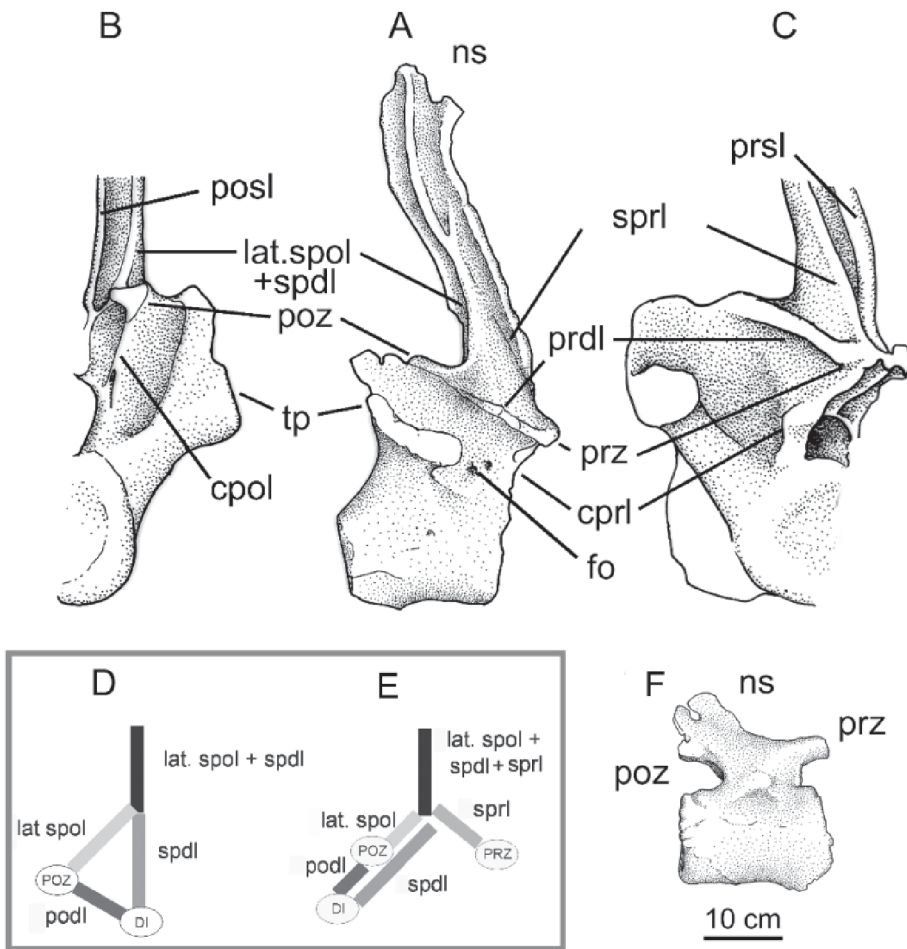 B
A
C
ns
prsl
posl
sprl
lat.spol
+spdl
poz
prdl
tp
prz
cpol
cprl
fo
D
lat. spol + spdl
lat spol
spdl
POZ
podl
DI
E
lat. spol +
spdl + sprl
sprl
lat. spol
POZ
PRZ
podl
spdl
DI
F
ns
prz
poz
10 cm